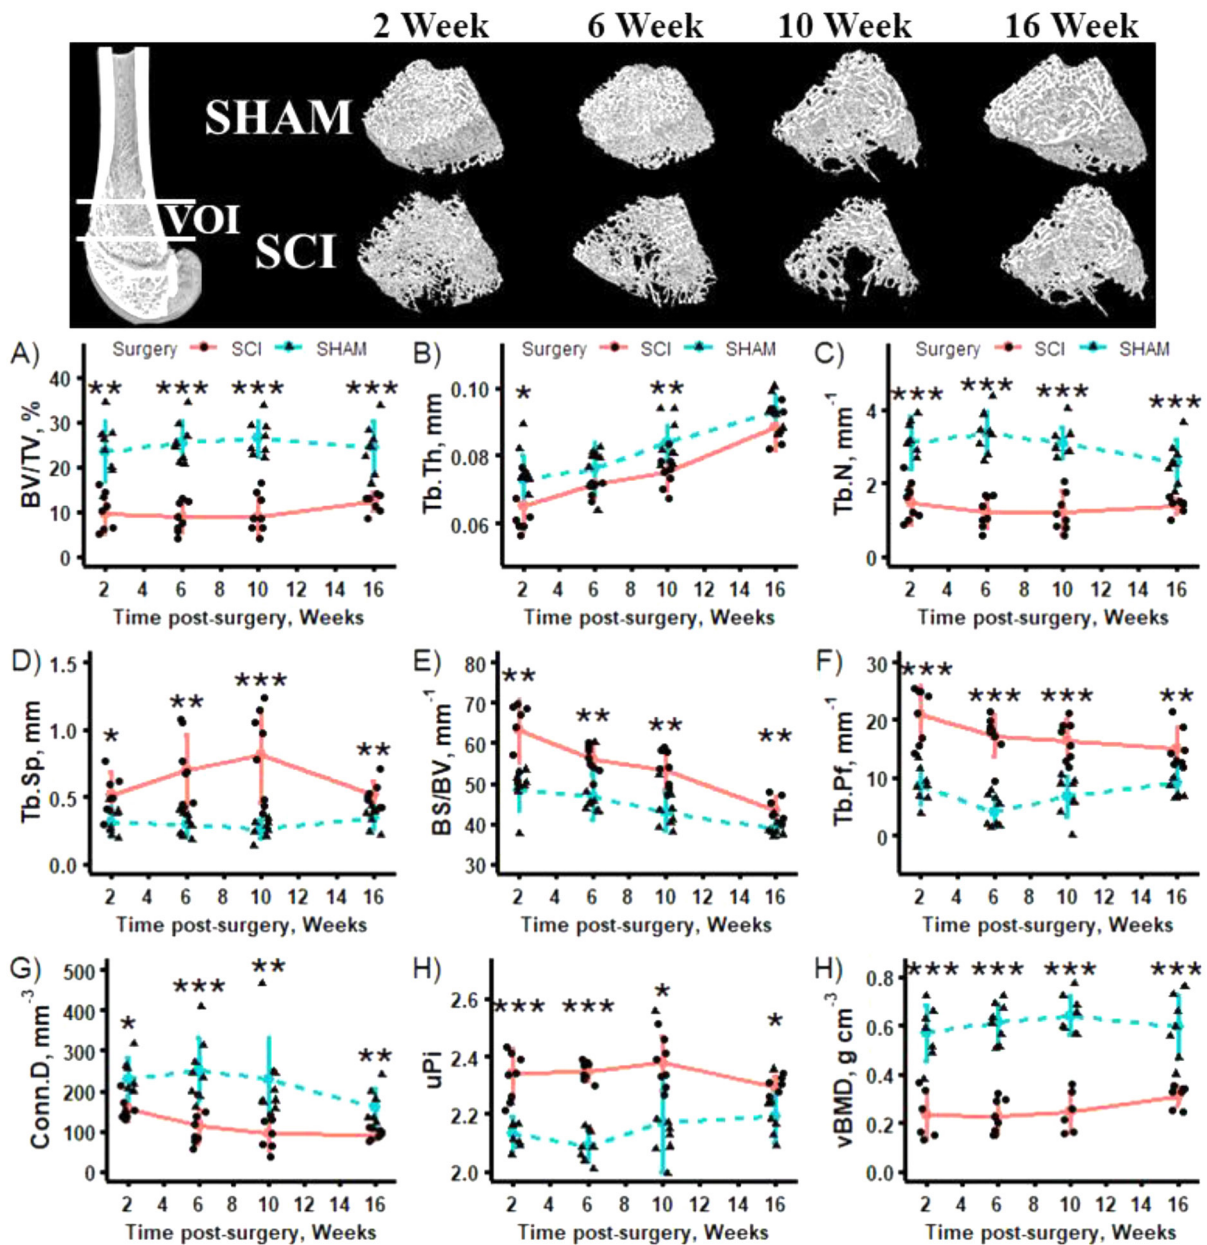 2 Week 6 Week 10 Week 16 Week
SHAM
VOI
SCI
A) Surgery SCI SHAM
BV/TV, %
40
30
20
10
0
** *** *** ***
2 4 6 8 10 12 14 16
Time post-surgery, Weeks
B) Surgery SCI SHAM
Tb.Th, mm
0.10
0.08
0.06
* **
2 4 6 8 10 12 14 16
Time post-surgery, Weeks
C) Surgery SCI SHAM
Tb.N, mm⁻¹
4
2
0
*** *** *** ***
2 4 6 8 10 12 14 16
Time post-surgery, Weeks
D)
Tb.Sp, mm
1.5
1.0
0.5
0.0
* ** *** **
2 4 6 8 10 12 14 16
Time post-surgery, Weeks
E)
BS/BV, mm⁻¹
80
70
60
50
40
30
** ** ** **
2 4 6 8 10 12 14 16
Time post-surgery, Weeks
F)
Tb.Pf, mm⁻¹
30
20
10
0
*** *** *** **
2 4 6 8 10 12 14 16
Time post-surgery, Weeks
G)
Conn.D, mm⁻³
500
400
300
200
100
0
* *** ** **
2 4 6 8 10 12 14 16
Time post-surgery, Weeks
H)
uPi
2.6
2.4
2.2
2.0
*** *** * *
2 4 6 8 10 12 14 16
Time post-surgery, Weeks
H)
vBMD, g cm⁻³
0.8
0.6
0.4
0.2
0.0
*** *** *** ***
2 4 6 8 10 12 14 16
Time post-surgery, Weeks